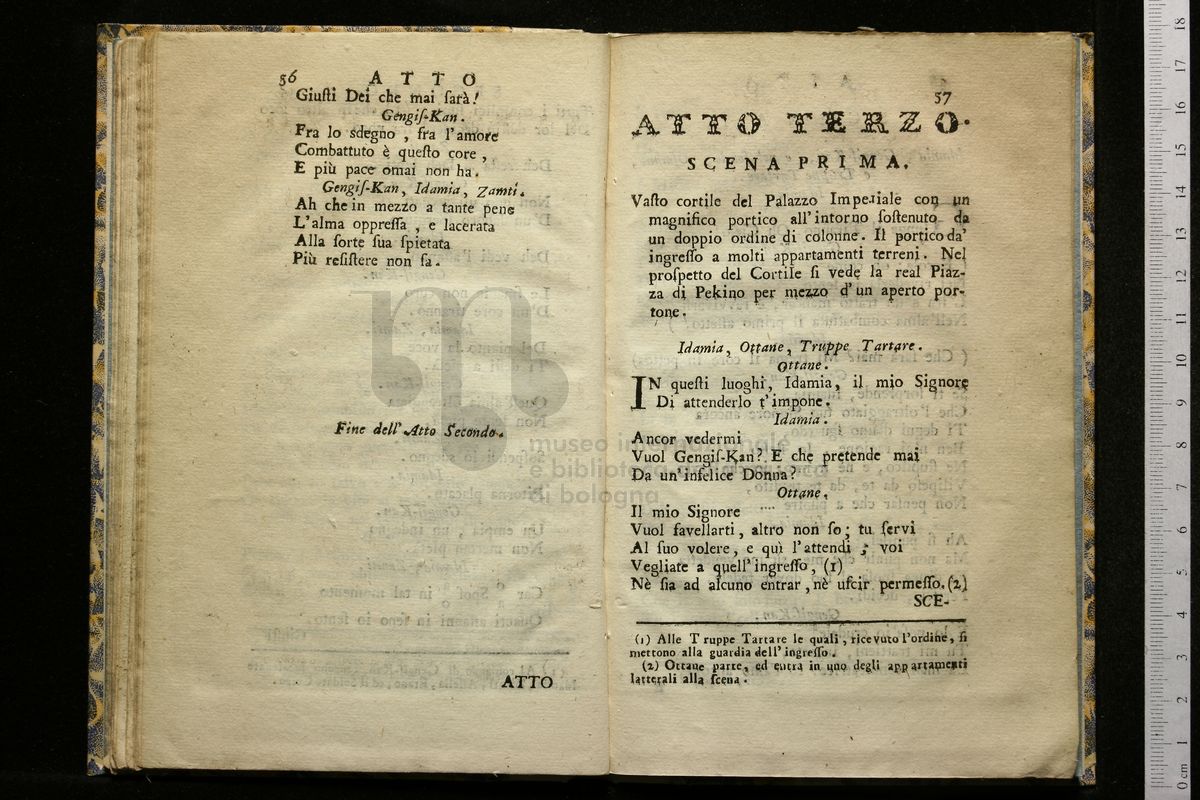 56 ATTO
Giusti Dei che mai sarà!
Gengiſ-Kan.
Fra lo sdegno , fra l'amore
Combattuto è queſto core ,
E più pace omai non ha.
Gengiſ-Kan, Idamia, Zamti.
Ah che in mezzo a tante pene
L'alma oppreſſa , e lacerata
Alla ſorte ſua ſpietata
Più reſiſtere non ſa.
Fine dell' Atto Secondo.
ATTO
57
ATTO TERZO.
SCENA PRIMA.
Vaſto cortile del Palazzo Imperiale con un
magnifico portico all'intorno ſoſtenuto da
un doppio ordine di colonne. Il portico da'
ingreſſo a molti appartamenti terreni. Nel
proſpetto del Cortile ſi vede la real Piaz-
za di Pekino per mezzo d'un aperto por-
tone.
Idamia, Ottane, Truppe Tartare.
Ottane.
IN queſti luoghi, Idamia, il mio Signore
Di attenderlo t'impone.
Idamia.
Ancor vedermi
Vuol Gengiſ-Kan? E che pretende mai
Da un'infelice Donna?
Ottane.
Il mio Signore
Vuol favellarti, altro non ſo; tu ſervi
Al ſuo volere, e quì l'attendi; voi
Vegliate a quell'ingreſſo, (1)
Nè ſia ad alcuno entrar, nè uſcir permeſſo. (2)
SCE-
(1) Alle Truppe Tartare le quali, ricevuto l'ordine, ſi
mettono alla guardia dell'ingreſſo.
(2) Ottane parte, ed entra in uno degli appartamenti
latterali alla ſcena.
museo internazionale
e biblioteca della musica
di bologna